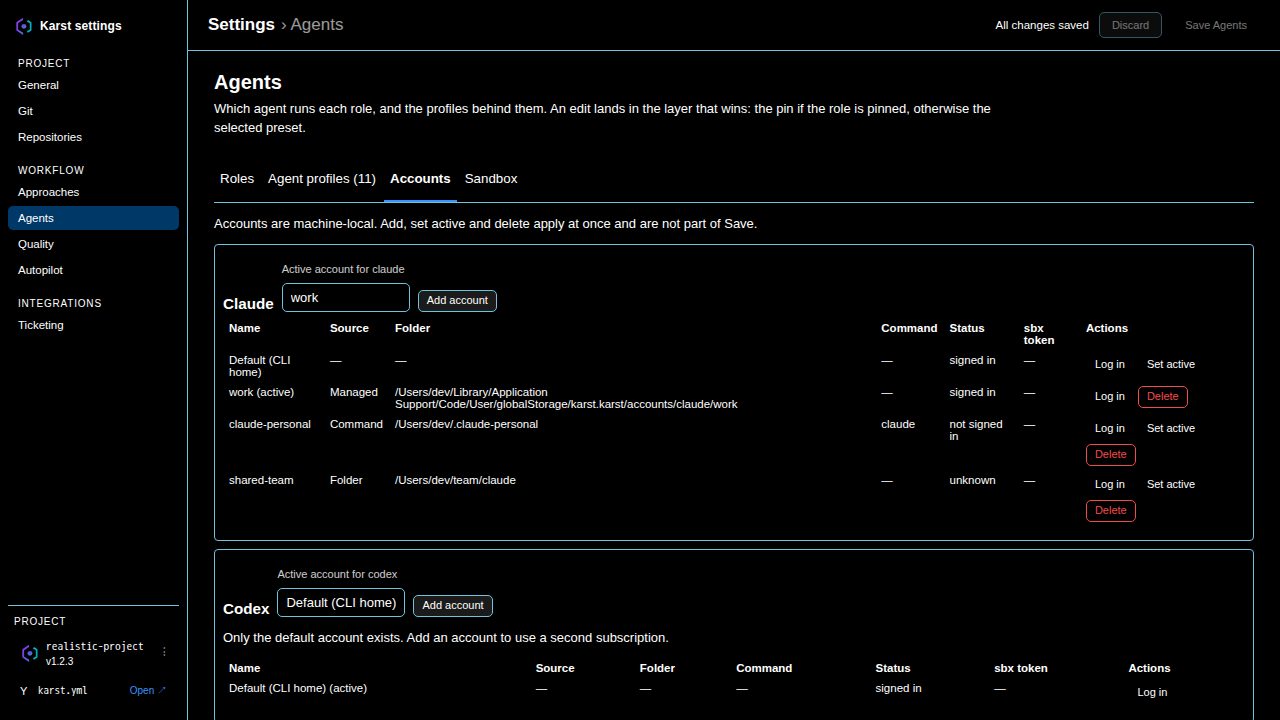 Karst settings
PROJECT
General
Git
Repositories
WORKFLOW
Approaches
Agents
Quality
Autopilot
INTEGRATIONS
Ticketing
PROJECT
realistic-project
v1.2.3
⋮
Y karst.yml Open ↗
Settings › Agents
All changes saved Discard Save Agents
Agents
Which agent runs each role, and the profiles behind them. An edit lands in the layer that wins: the pin if the role is pinned, otherwise the
selected preset.
Roles Agent profiles (11) Accounts Sandbox
Accounts are machine-local. Add, set active and delete apply at once and are not part of Save.
Active account for claude
Claude work Add account
Name Source Folder Command Status sbx token Actions
Default (CLI home) — — — signed in — Log in Set active
work (active) Managed /Users/dev/Library/Application — signed in — Log in Delete
Support/Code/User/globalStorage/karst.karst/accounts/claude/work
claude-personal Command /Users/dev/.claude-personal claude not signed in — Log in Set active
Delete
shared-team Folder /Users/dev/team/claude — unknown — Log in Set active
Delete
Active account for codex
Codex Default (CLI home) Add account
Only the default account exists. Add an account to use a second subscription.
Name Source Folder Command Status sbx token Actions
Default (CLI home) (active) — — — signed in — Log in